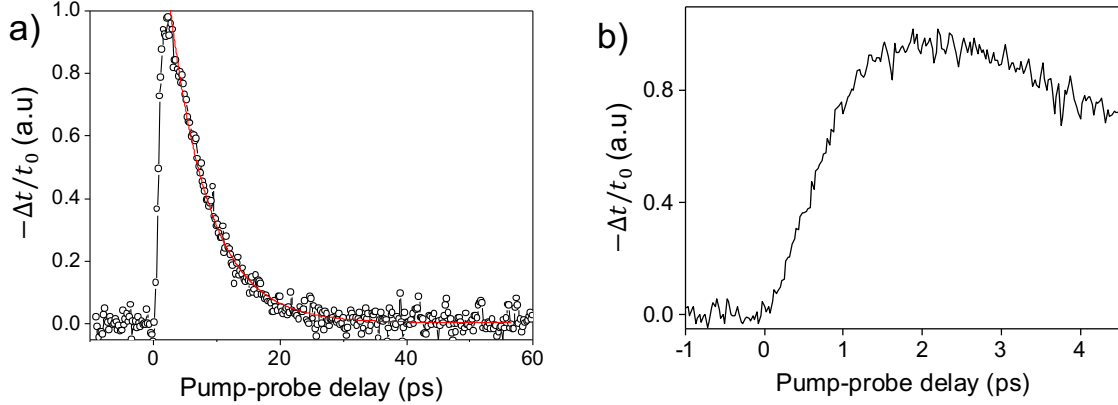 a)
1.0
0.8
0.6
0.4
0.2
0.0
−Δt/t₀ (a.u)
0 20 40 60
Pump-probe delay (ps)
b)
0.8
0.4
0.0
−Δt/t₀ (a.u)
-1 0 1 2 3 4
Pump-probe delay (ps)